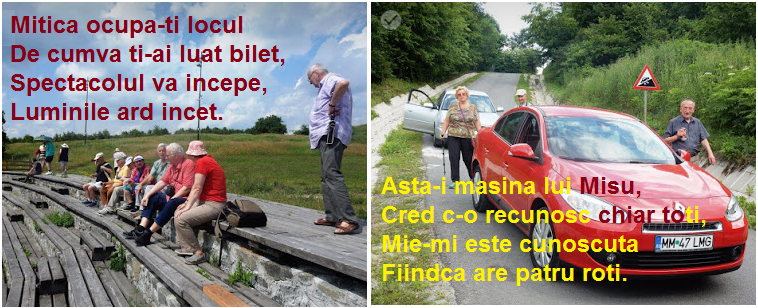 Mitica ocupa-ti locul
De cumva ti-ai luat bilet,
Spectacolul va incepe,
Luminile ard incet.
Asta-i masina lui Misu,
Cred c-o recunosc chiar toti,
Mie-mi este cunoscuta
Fiindca are patru roti.
MM 47 LMG